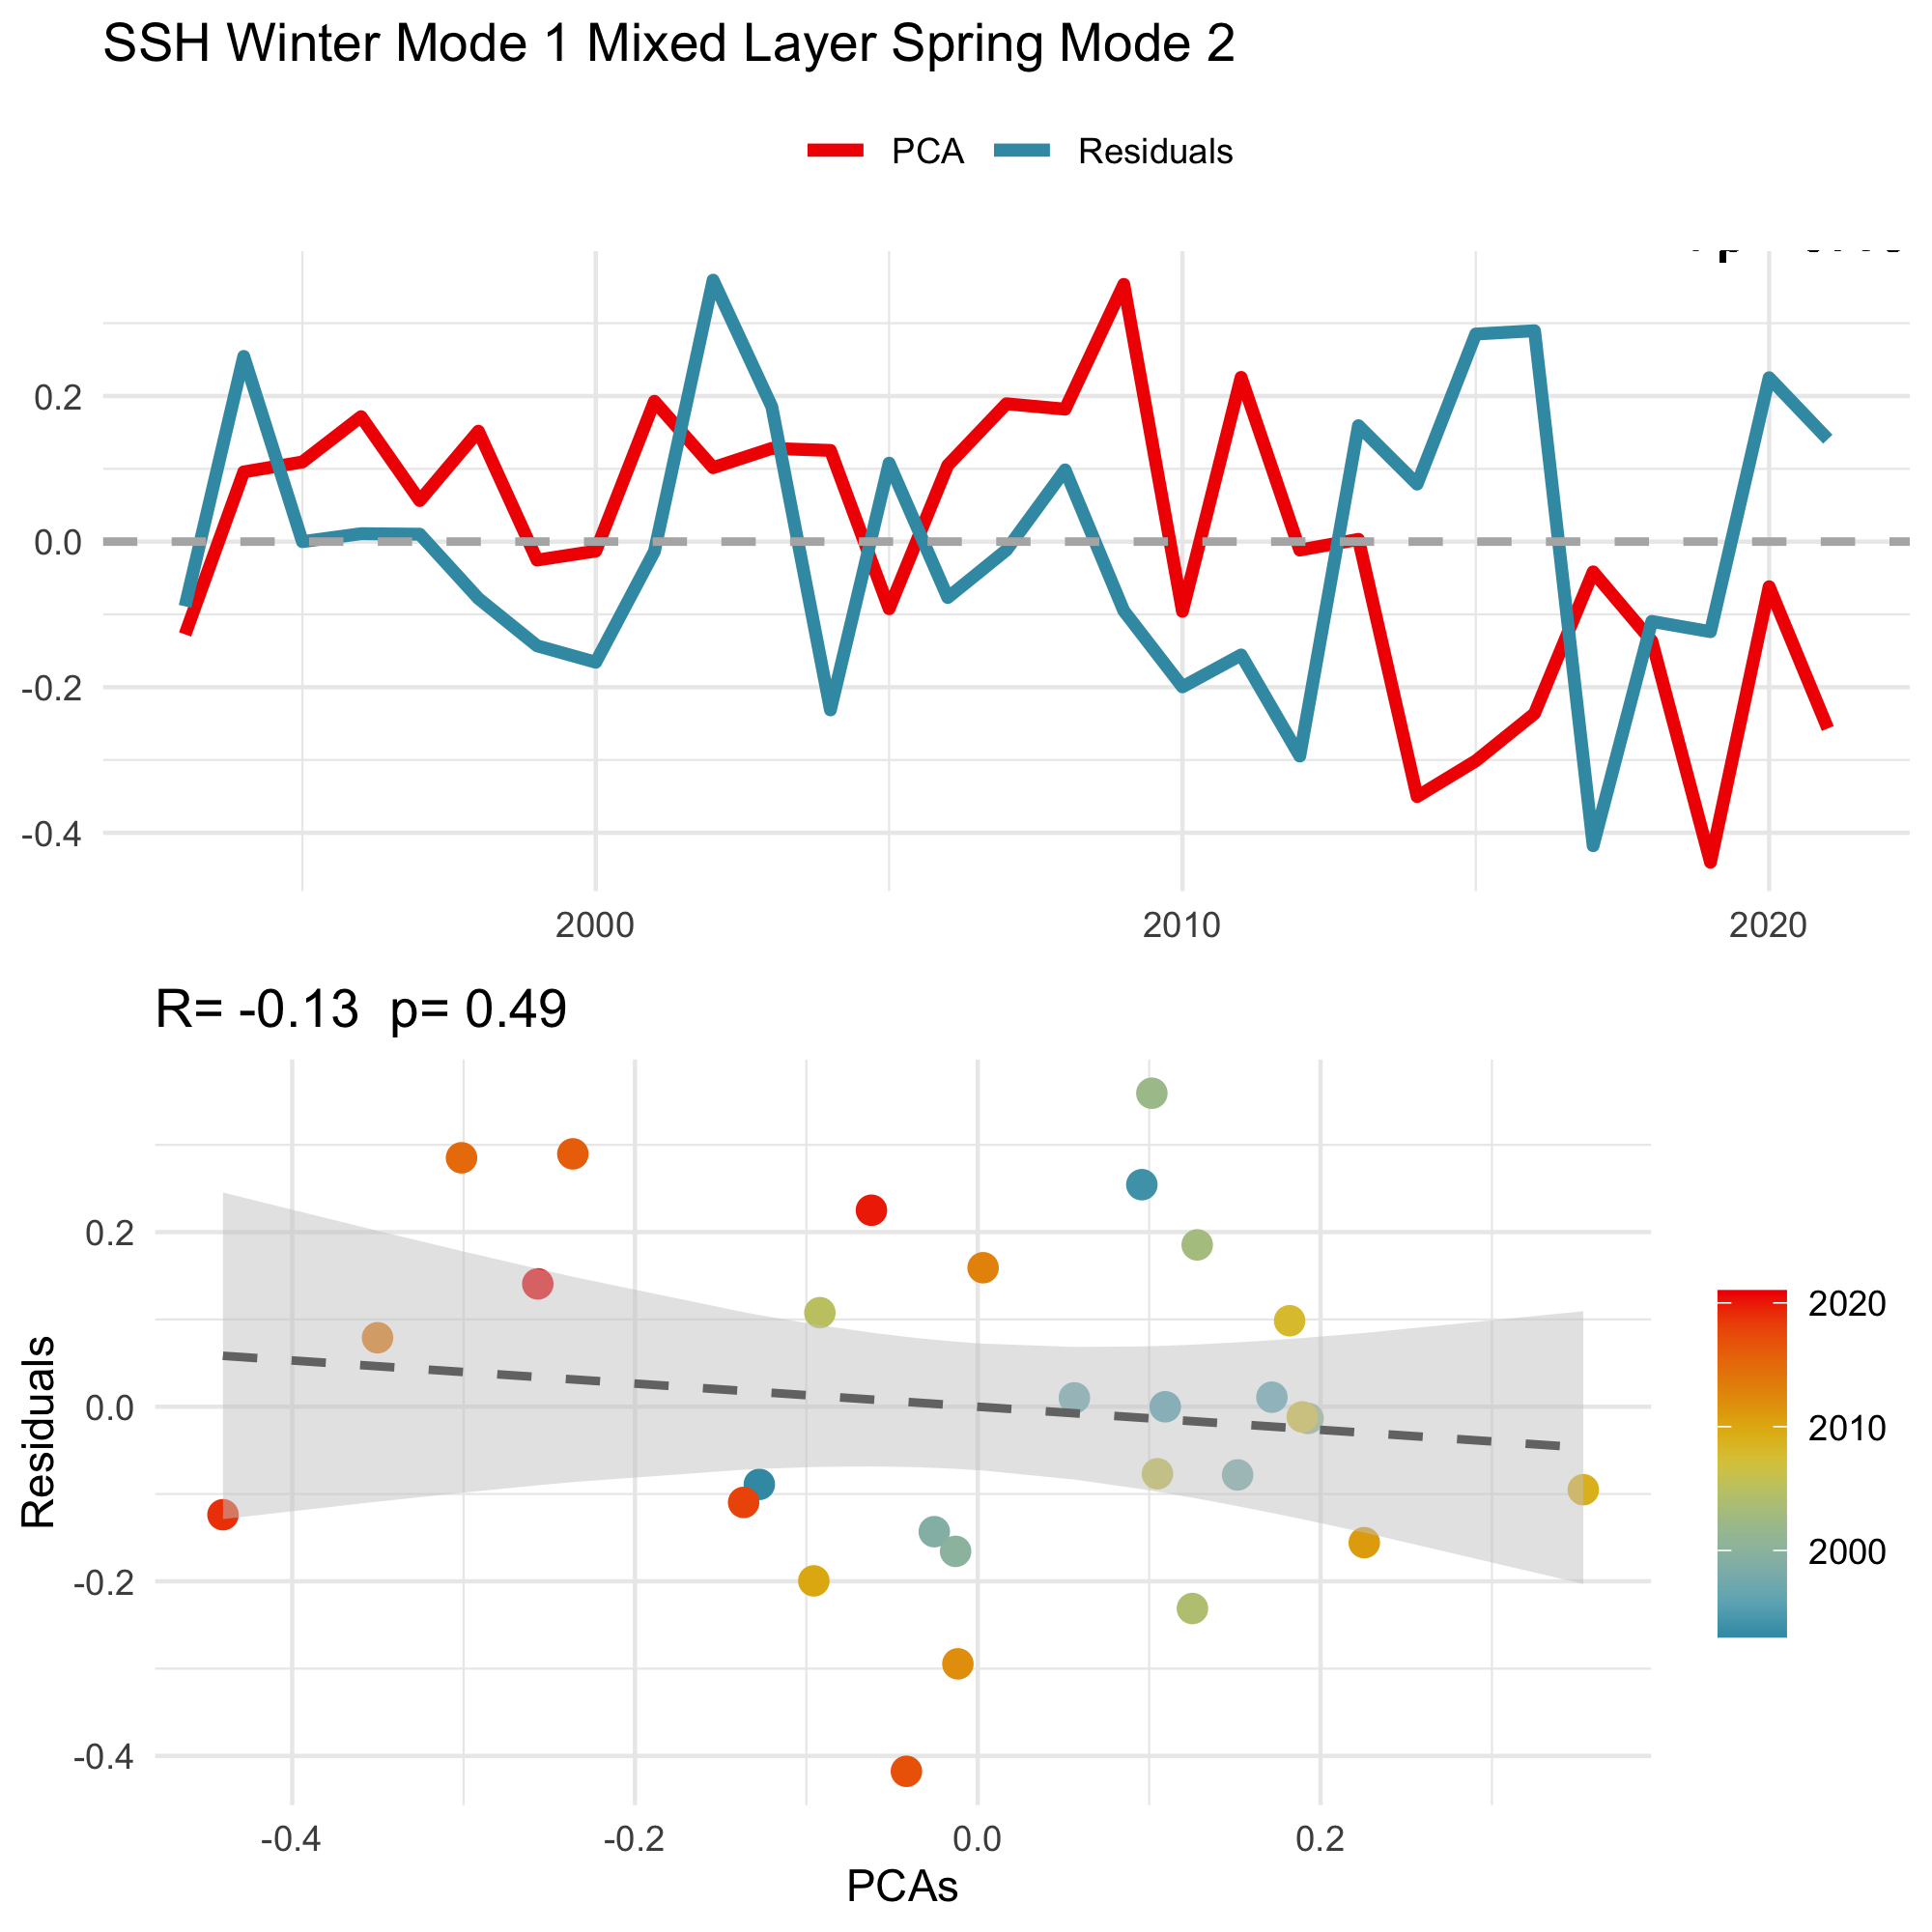 SSH Winter Mode 1 Mixed Layer Spring Mode 2
PCA Residuals
0.2
0.0
-0.2
-0.4
2000 2010 2020
R= -0.13 p= 0.49
Residuals
0.2
0.0
-0.2
-0.4
-0.4 -0.2 0.0 0.2
PCAs
2020
2010
2000